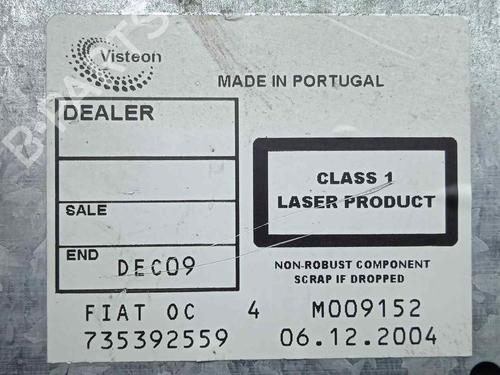 Visteon
MADE IN PORTUGAL
DEALER
CLASS 1
LASER PRODUCT
SALE
END DEC09
NON-ROBUST COMPONENT
SCRAP IF DROPPED
FIAT OC 4 M009152
735392559 06.12.2004
B-PARTS